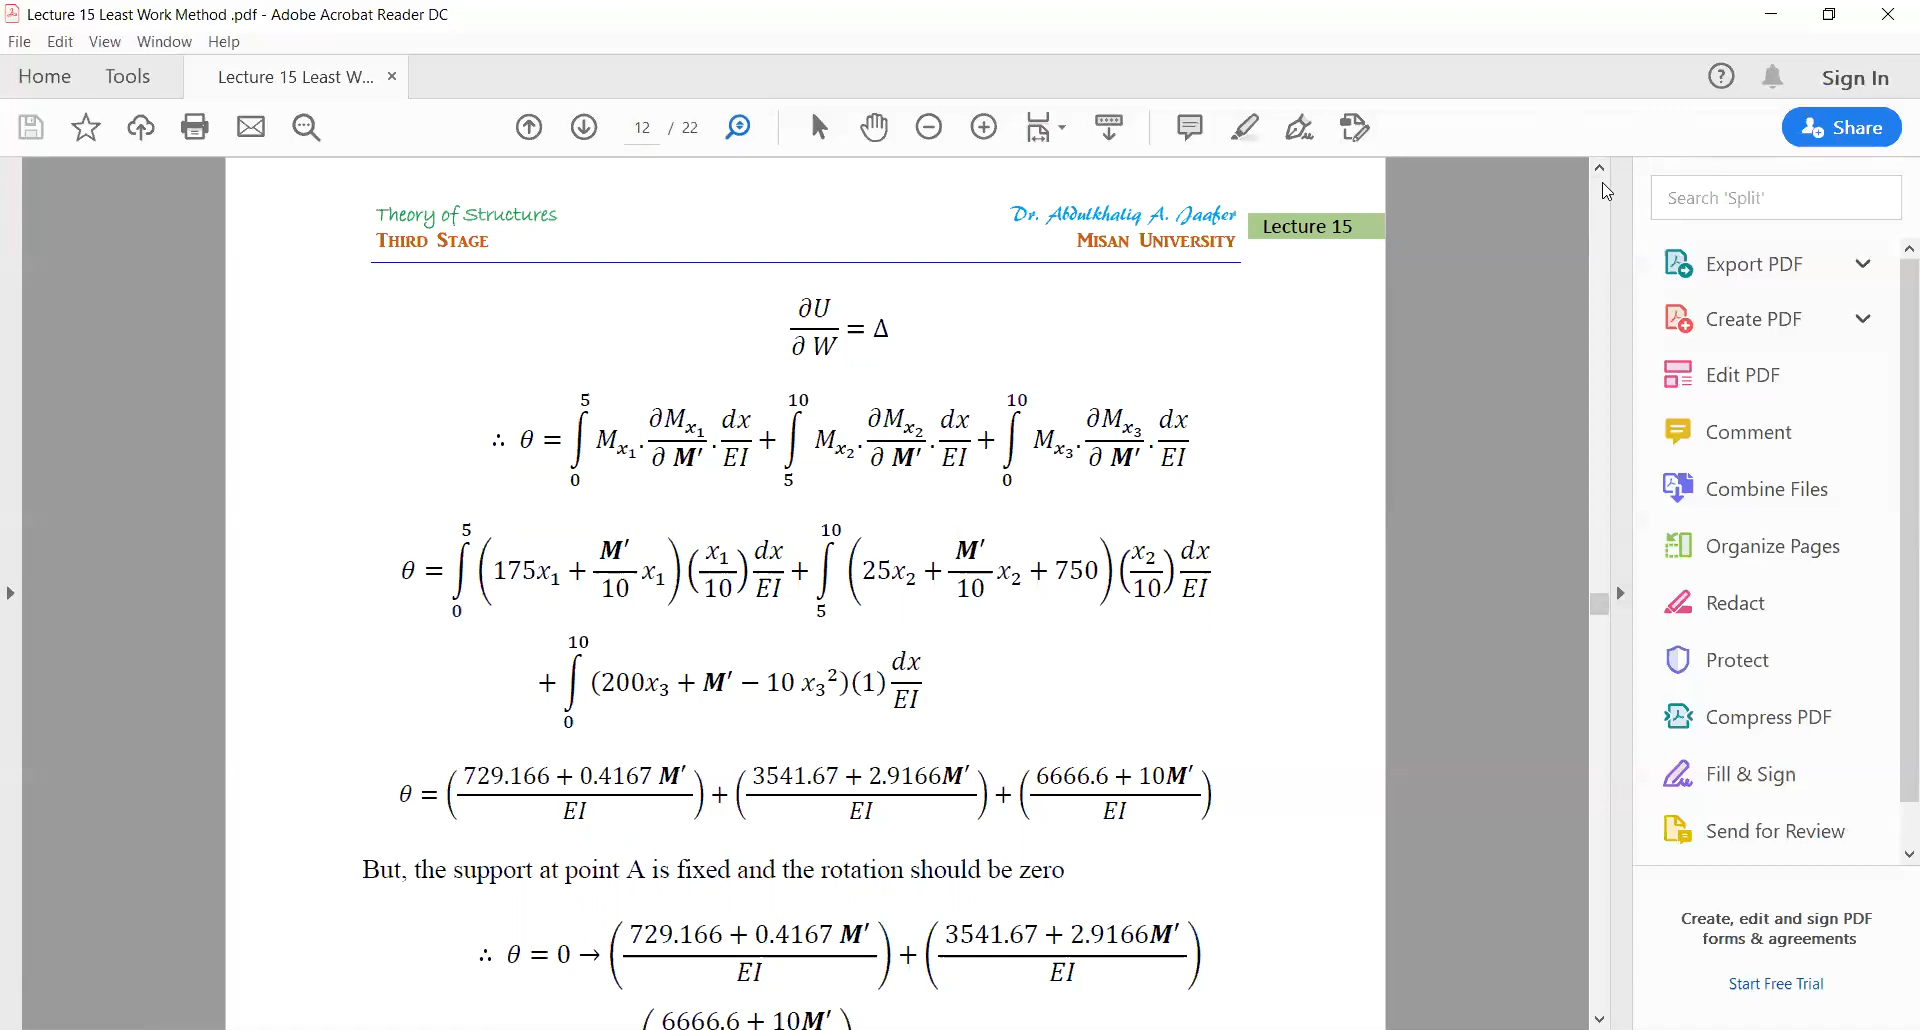 Lecture 15 Least Work Method .pdf - Adobe Acrobat Reader DC
File Edit View Window Help
Home Tools Lecture 15 Least W... × Sign In
12 / 22 Share
Theory of Structures Dr. Abdulkhaliq A. Jaafer
THIRD STAGE MISAN UNIVERSITY Lecture 15
∂U/∂ W = Δ
∴ θ = ∫₀⁵ Mx₁. ∂Mx₁/∂ M′ . dx/EI + ∫₅¹⁰ Mx₂. ∂Mx₂/∂ M′ . dx/EI + ∫₀¹⁰ Mx₃. ∂Mx₃/∂ M′ . dx/EI
θ = ∫₀⁵ (175x₁ + M′/10 x₁) (x₁/10) dx/EI + ∫₅¹⁰ (25x₂ + M′/10 x₂ + 750) (x₂/10) dx/EI
+ ∫₀¹⁰ (200x₃ + M′ − 10 x₃²)(1) dx/EI
θ = (729.166 + 0.4167 M′/EI) + (3541.67 + 2.9166M′/EI) + (6666.6 + 10M′/EI)
But, the support at point A is fixed and the rotation should be zero
∴ θ = 0 → (729.166 + 0.4167 M′/EI) + (3541.67 + 2.9166M′/EI)
(6666.6 + 10M′)
Search 'Split'
Export PDF
Create PDF
Edit PDF
Comment
Combine Files
Organize Pages
Redact
Protect
Compress PDF
Fill & Sign
Send for Review
Create, edit and sign PDF
forms & agreements
Start Free Trial